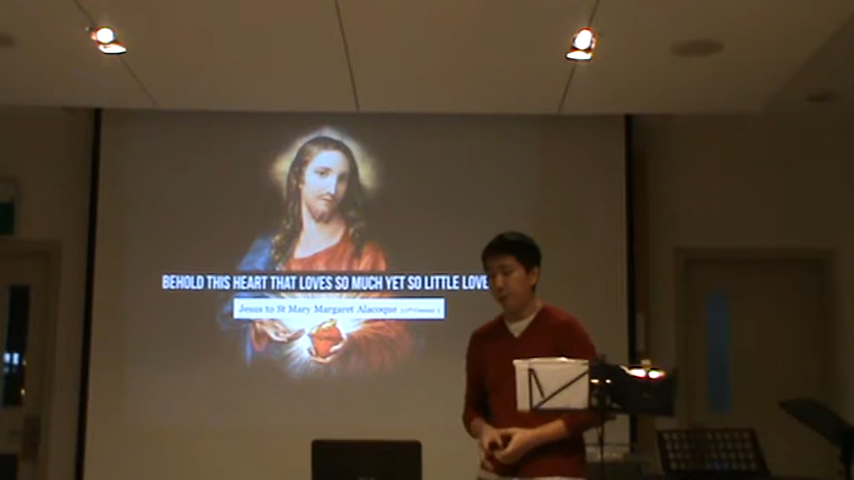 BEHOLD THIS HEART THAT LOVES SO MUCH YET SO LITTLE LOVE
Jesus to St Mary Margaret Alacoque